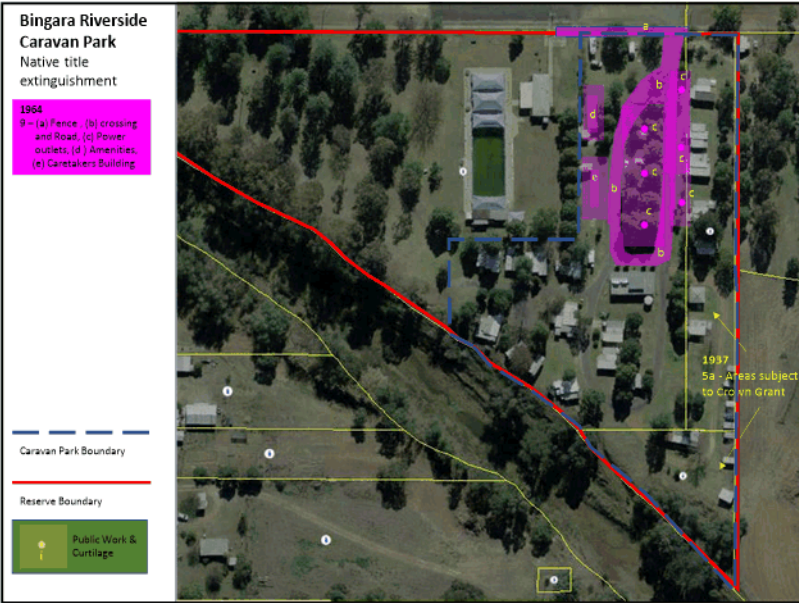 Bingara Riverside
Caravan Park
Native title
extinguishment
1964
9 – (a) Fence, (b) crossing
and Road, (c) Power
outlets, (d) Amenities,
(e) Caretakers Building
Caravan Park Boundary
Reserve Boundary
Public Work &
Curtilage
a
b
c
d
c
c
e
c
b
c
c
b
1937
5a - Areas subject
to Crown Grant